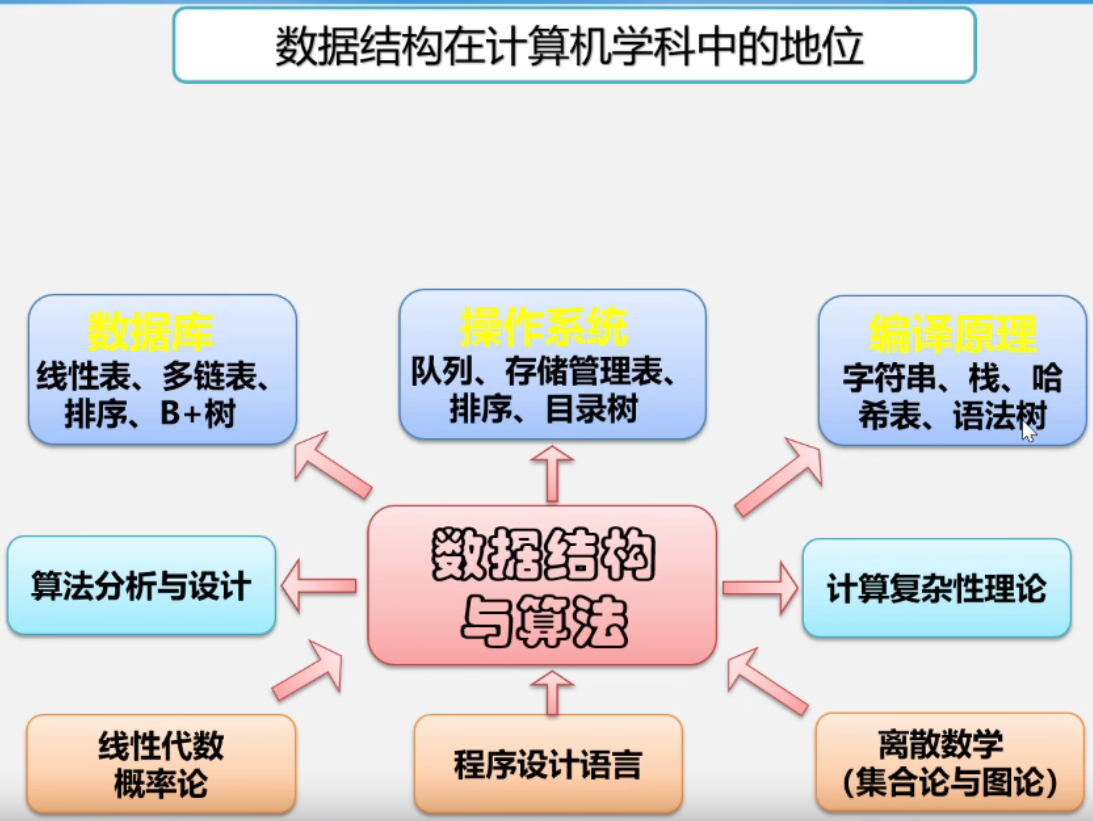 数据结构在计算机学科中的地位
数据库
线性表、多链表、
排序、B+树
操作系统
队列、存储管理表、
排序、目录树
编译原理
字符串、栈、哈
希表、语法树
算法分析与设计
数据结构
与算法
计算复杂性理论
线性代数
概率论
程序设计语言
离散数学
（集合论与图论）